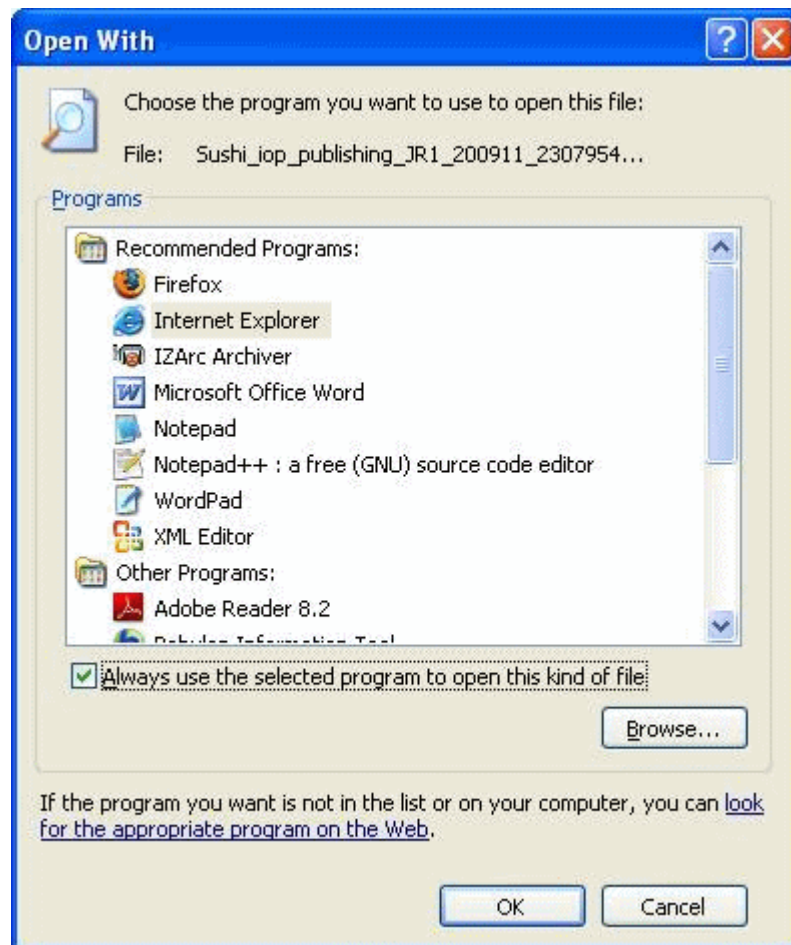 Open With
Choose the program you want to use to open this file:
File: Sushi_iop_publishing_JR1_200911_2307954...
Programs
Recommended Programs:
Firefox
Internet Explorer
IZArc Archiver
Microsoft Office Word
Notepad
Notepad++ : a free (GNU) source code editor
WordPad
XML Editor
Other Programs:
Adobe Reader 8.2
Babylon Information Tool
Always use the selected program to open this kind of file
Browse...
If the program you want is not in the list or on your computer, you can look
for the appropriate program on the Web.
OK
Cancel